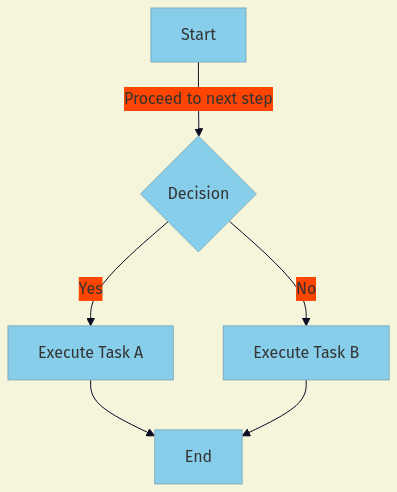 Start
Proceed to next step
Decision
Yes
No
Execute Task A
Execute Task B
End